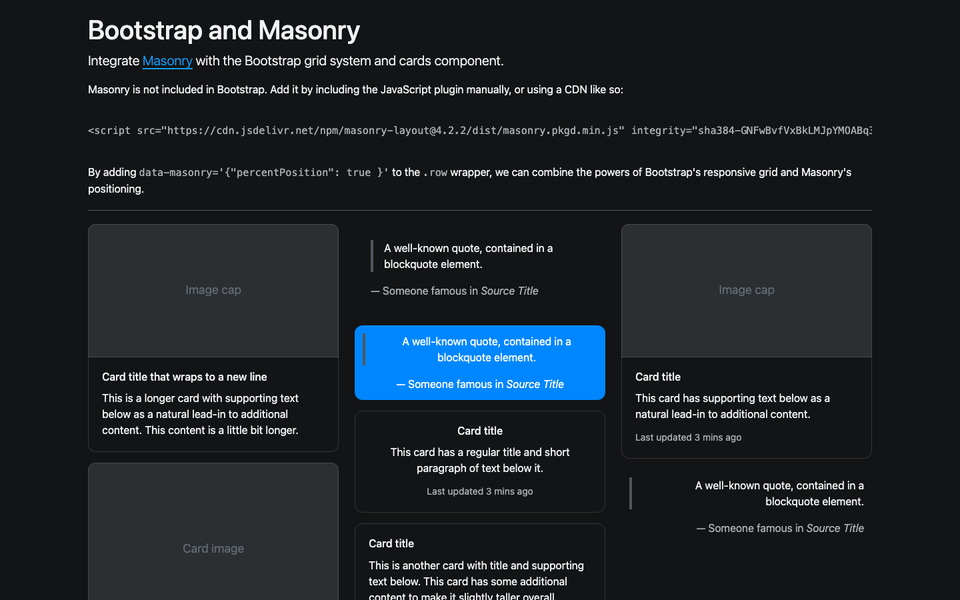 Bootstrap and Masonry
Integrate Masonry with the Bootstrap grid system and cards component.
Masonry is not included in Bootstrap. Add it by including the JavaScript plugin manually, or using a CDN like so:
<script src="https://cdn.jsdelivr.net/npm/masonry-layout@4.2.2/dist/masonry.pkgd.min.js" integrity="sha384-GNFwBvfVxBkLMJpYMOABq3
By adding data-masonry='{"percentPosition": true }' to the .row wrapper, we can combine the powers of Bootstrap's responsive grid and Masonry's
positioning.
Image cap
Card title that wraps to a new line
This is a longer card with supporting text
below as a natural lead-in to additional
content. This content is a little bit longer.
Card image
A well-known quote, contained in a
blockquote element.
— Someone famous in Source Title
A well-known quote, contained in a
blockquote element.
— Someone famous in Source Title
Card title
This card has a regular title and short
paragraph of text below it.
Last updated 3 mins ago
Card title
This is another card with title and supporting
text below. This card has some additional
content to make it slightly taller overall.
Image cap
Card title
This card has supporting text below as a
natural lead-in to additional content.
Last updated 3 mins ago
A well-known quote, contained in a
blockquote element.
— Someone famous in Source Title